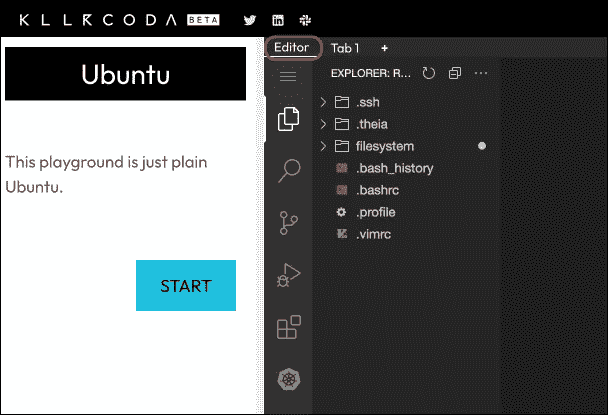 KLLRCODA BETA
Editor Tab 1 +
Ubuntu
This playground is just plain
Ubuntu.
START
EXPLORER: R...
.ssh
.theia
filesystem
.bash_history
.bashrc
.profile
.vimrc